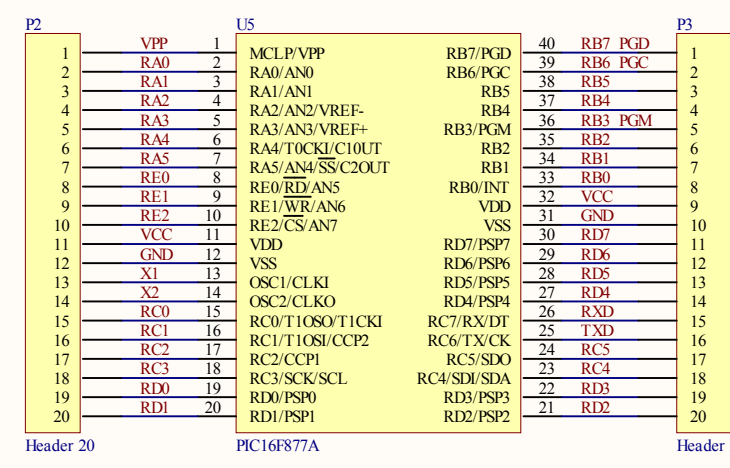 P2 U5 P3
1 VPP 1 MCLP/VPP RB7/PGD 40 RB7 PGD 1
2 RA0 2 RA0/AN0 RB6/PGC 39 RB6 PGC 2
3 RA1 3 RA1/AN1 RB5 38 RB5 3
4 RA2 4 RA2/AN2/VREF- RB4 37 RB4 4
5 RA3 5 RA3/AN3/VREF+ RB3/PGM 36 RB3 PGM 5
6 RA4 6 RA4/T0CKI/C1OUT RB2 35 RB2 6
7 RA5 7 RA5/AN4/SS/C2OUT RB1 34 RB1 7
8 RE0 8 RE0/RD/AN5 RB0/INT 33 RB0 8
9 RE1 9 RE1/WR/AN6 VDD 32 VCC 9
10 RE2 10 RE2/CS/AN7 VSS 31 GND 10
11 VCC 11 VDD RD7/PSP7 30 RD7 11
12 GND 12 VSS RD6/PSP6 29 RD6 12
13 X1 13 OSC1/CLKI RD5/PSP5 28 RD5 13
14 X2 14 OSC2/CLKO RD4/PSP4 27 RD4 14
15 RC0 15 RC0/T1OSO/T1CKI RC7/RX/DT 26 RXD 15
16 RC1 16 RC1/T1OSI/CCP2 RC6/TX/CK 25 TXD 16
17 RC2 17 RC2/CCP1 RC5/SDO 24 RC5 17
18 RC3 18 RC3/SCK/SCL RC4/SDI/SDA 23 RC4 18
19 RD0 19 RD0/PSP0 RD3/PSP3 22 RD3 19
20 RD1 20 RD1/PSP1 RD2/PSP2 21 RD2 20
Header 20 PIC16F877A Header